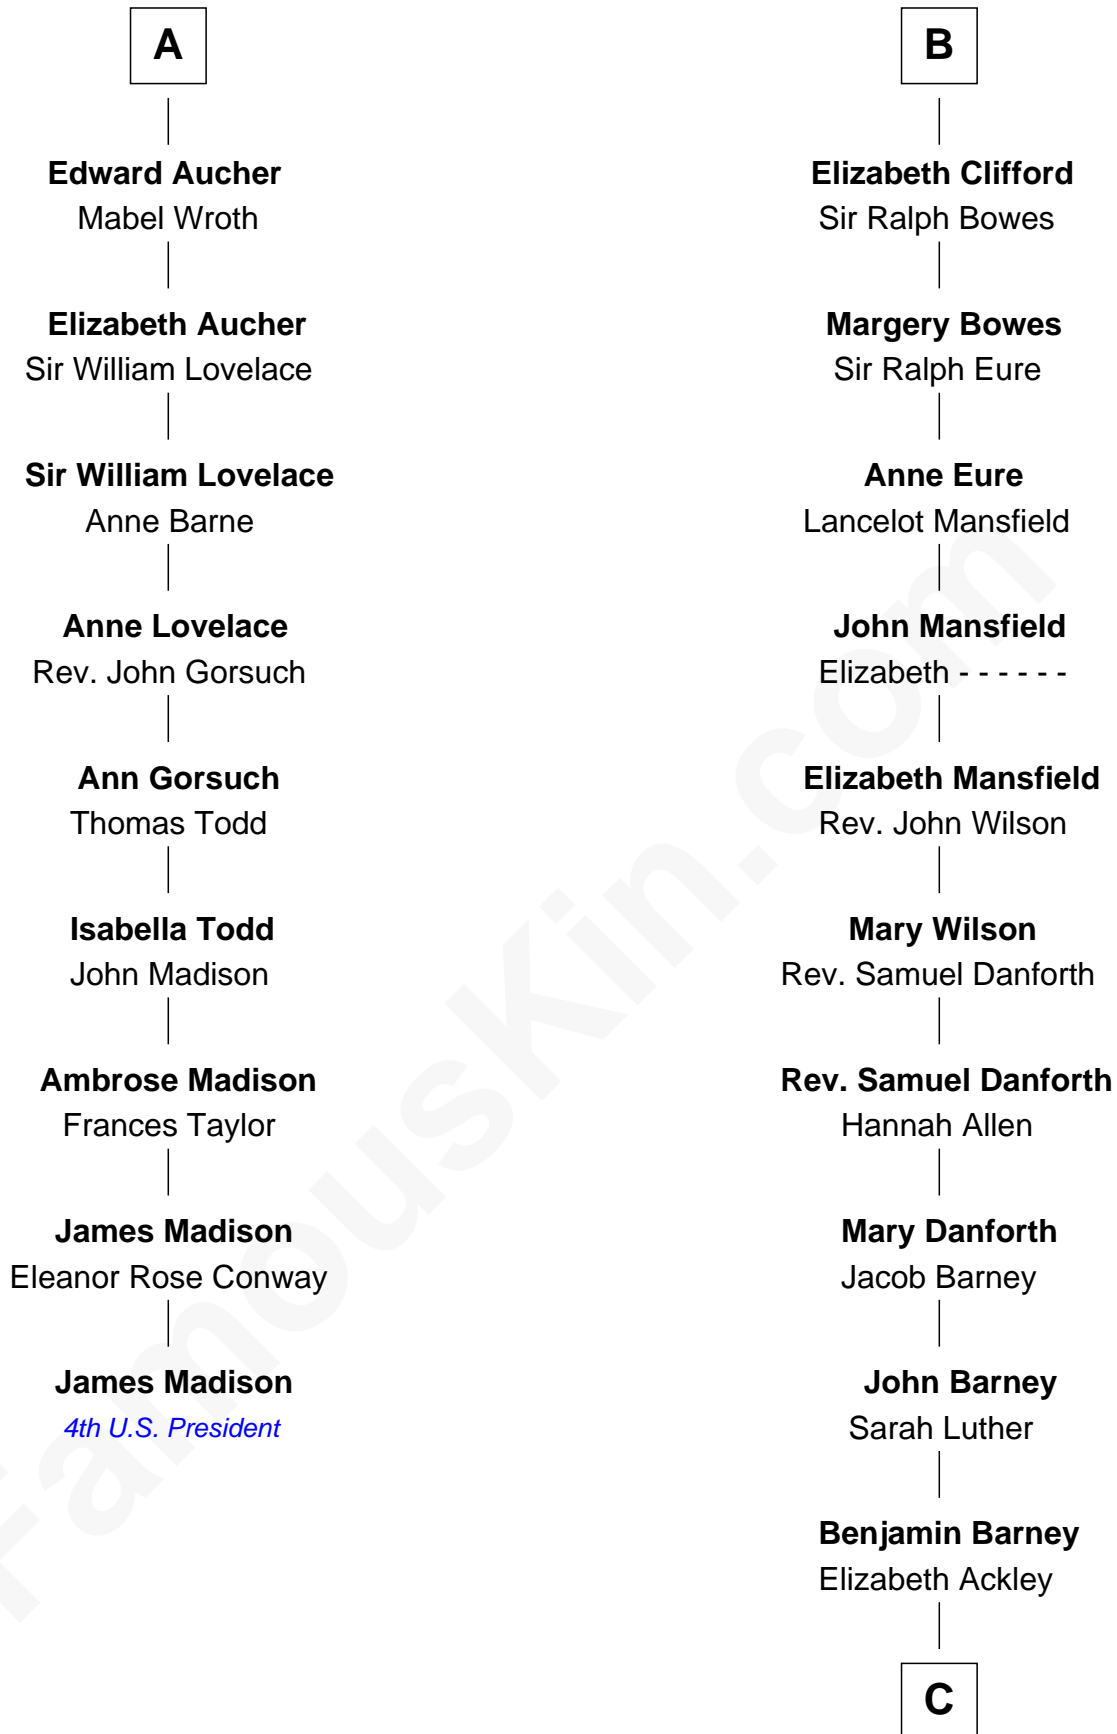 A
Edward Aucher
Mabel Wroth
Elizabeth Aucher
Sir William Lovelace
Sir William Lovelace
Anne Barne
Anne Lovelace
Rev. John Gorsuch
Ann Gorsuch
Thomas Todd
Isabella Todd
John Madison
Ambrose Madison
Frances Taylor
James Madison
Eleanor Rose Conway
James Madison
4th U.S. President
B
Elizabeth Clifford
Sir Ralph Bowes
Margery Bowes
Sir Ralph Eure
Anne Eure
Lancelot Mansfield
John Mansfield
Elizabeth - - - - - -
Elizabeth Mansfield
Rev. John Wilson
Mary Wilson
Rev. Samuel Danforth
Rev. Samuel Danforth
Hannah Allen
Mary Danforth
Jacob Barney
John Barney
Sarah Luther
Benjamin Barney
Elizabeth Ackley
C
FamousKin.com